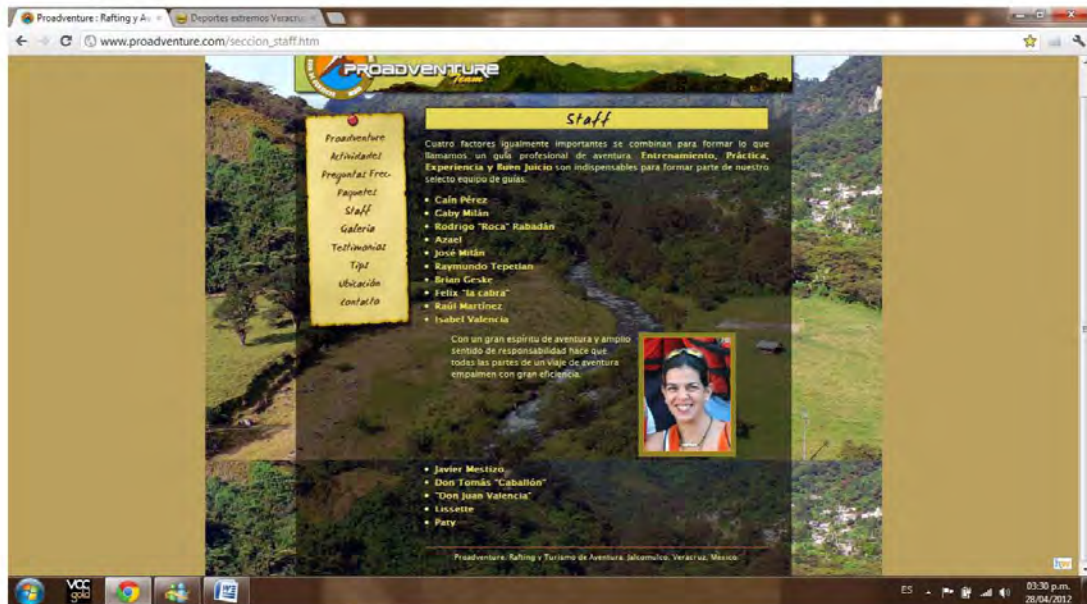 Proadventure : Rafting y Av
Deportes extremos Veracru
www.proadventure.com/seccion_staff.htm
PROADVENTURE
Team
Proadventure
Actividades
Preguntas Frec.
Paquetes
Staff
Galería
Testimonios
Tips
Ubicación
Contacto
Staff
Cuatro factores igualmente importantes se combinan para formar lo que
llamamos un guía profesional de aventura. Entrenamiento, Práctica,
Experiencia y Buen Juicio son indispensables para formar parte de nuestro
selecto equipo de guías:
• Caín Pérez
• Gaby Milán
• Rodrigo "Roca" Rabadán
• Azael
• José Milán
• Raymundo Tepetlan
• Brian Geske
• Felix "la cabra"
• Raúl Martínez
• Isabel Valencia
Con un gran espíritu de aventura y amplio
sentido de responsabilidad hace que
todas las partes de un viaje de aventura
empalmen con gran eficiencia.
• Javier Mestizo
• Don Tomás "Caballón"
• "Don Juan Valencia"
• Lissette
• Paty
Proadventure. Rafting y Turismo de Aventura. Jalcomulco, Veracruz, México
VCC
gold
ES
03:30 p.m.
28/04/2012